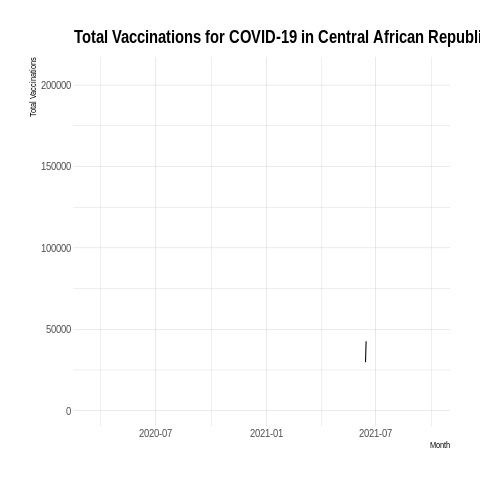 Total Vaccinations for COVID-19 in Central African Republi
Total Vaccinations
200000
150000
100000
50000
0
2020-07 2021-01 2021-07
Month